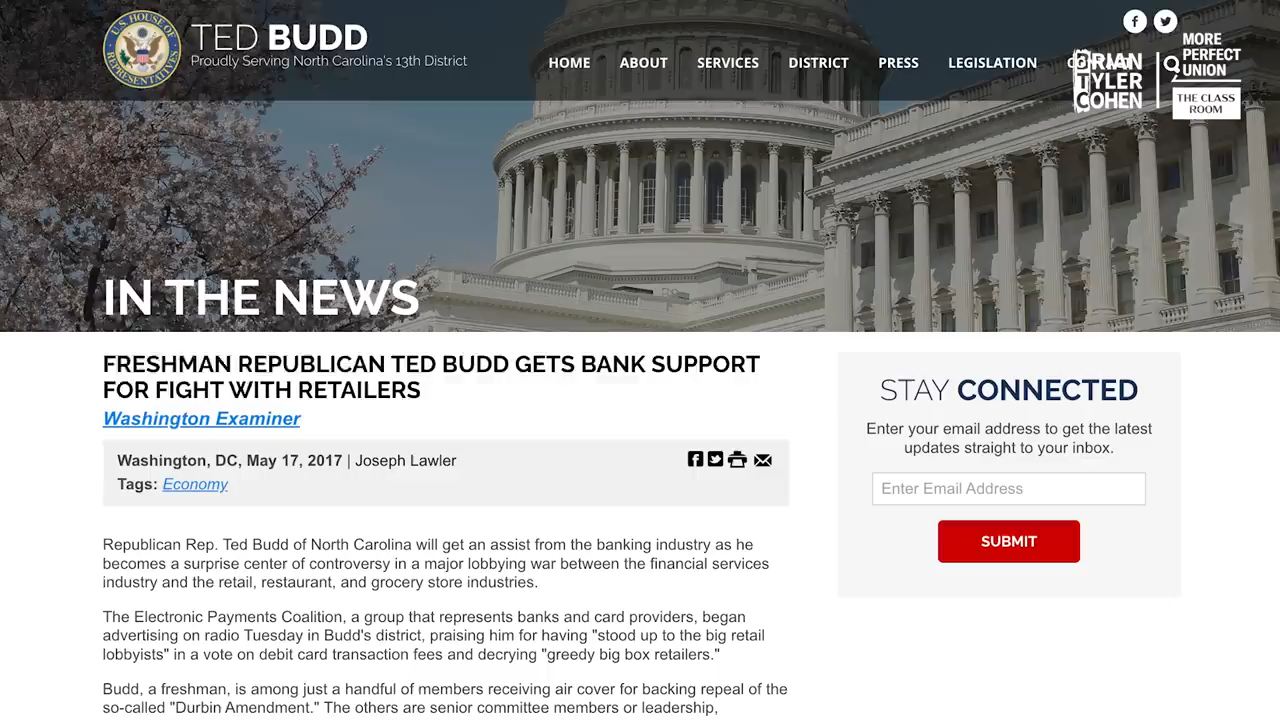 U.S. HOUSE OF REPRESENTATIVES
TED BUDD
Proudly Serving North Carolina's 13th District
HOME ABOUT SERVICES DISTRICT PRESS LEGISLATION
BRIAN
TYLER
COHEN
MORE
PERFECT
UNION
THE CLASS
ROOM
IN THE NEWS
FRESHMAN REPUBLICAN TED BUDD GETS BANK SUPPORT
FOR FIGHT WITH RETAILERS
Washington Examiner
Washington, DC, May 17, 2017 | Joseph Lawler
Tags: Economy
Republican Rep. Ted Budd of North Carolina will get an assist from the banking industry as he
becomes a surprise center of controversy in a major lobbying war between the financial services
industry and the retail, restaurant, and grocery store industries.
The Electronic Payments Coalition, a group that represents banks and card providers, began
advertising on radio Tuesday in Budd's district, praising him for having "stood up to the big retail
lobbyists" in a vote on debit card transaction fees and decrying "greedy big box retailers."
Budd, a freshman, is among just a handful of members receiving air cover for backing repeal of the
so-called "Durbin Amendment." The others are senior committee members or leadership,
STAY CONNECTED
Enter your email address to get the latest
updates straight to your inbox.
Enter Email Address
SUBMIT